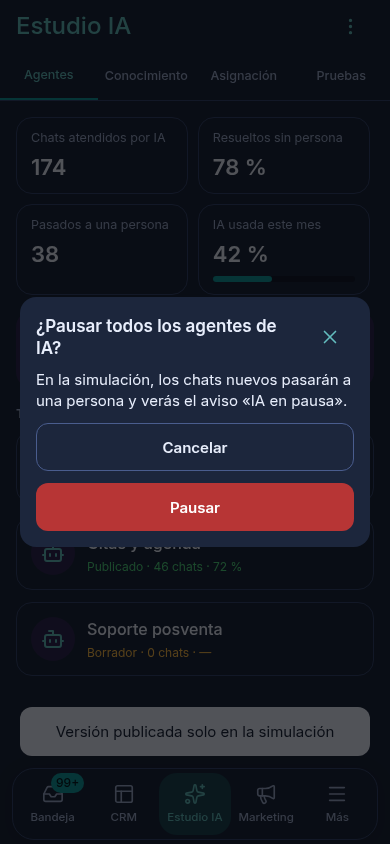 Estudio IA
Agentes
Conocimiento
Asignación
Pruebas
Chats atendidos por IA
174
Resueltos sin persona
78 %
Pasados a una persona
38
IA usada este mes
42 %
¿Pausar todos los agentes de
IA?
En la simulación, los chats nuevos pasarán a
una persona y verás el aviso «IA en pausa».
Cancelar
Pausar
Publicado · 46 chats · 72 %
Soporte posventa
Borrador · 0 chats · —
Versión publicada solo en la simulación
99+
Bandeja
CRM
Estudio IA
Marketing
Más